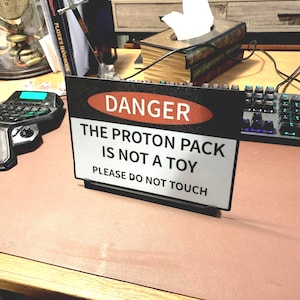 DANGER
THE PROTON PACK
IS NOT A TOY
PLEASE DO NOT TOUCH